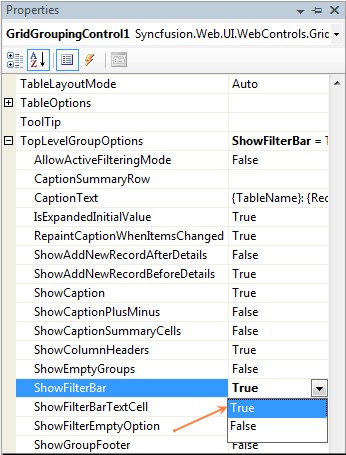 Properties
GridGroupingControl1 Syncfusion.Web.UI.WebControls.Grid
TableLayoutMode Auto
TableOptions
ToolTip
TopLevelGroupOptions ShowFilterBar = T
AllowActiveFilteringMode False
CaptionSummaryRow
CaptionText {TableName}: {Rec
IsExpandedInitialValue True
RepaintCaptionWhenItemsChanged True
ShowAddNewRecordAfterDetails False
ShowAddNewRecordBeforeDetails True
ShowCaption True
ShowCaptionPlusMinus False
ShowCaptionSummaryCells False
ShowColumnHeaders True
ShowEmptyGroups False
ShowFilterBar True
ShowFilterBarTextCell True
ShowFilterEmptyOption False
ShowGroupFooter False